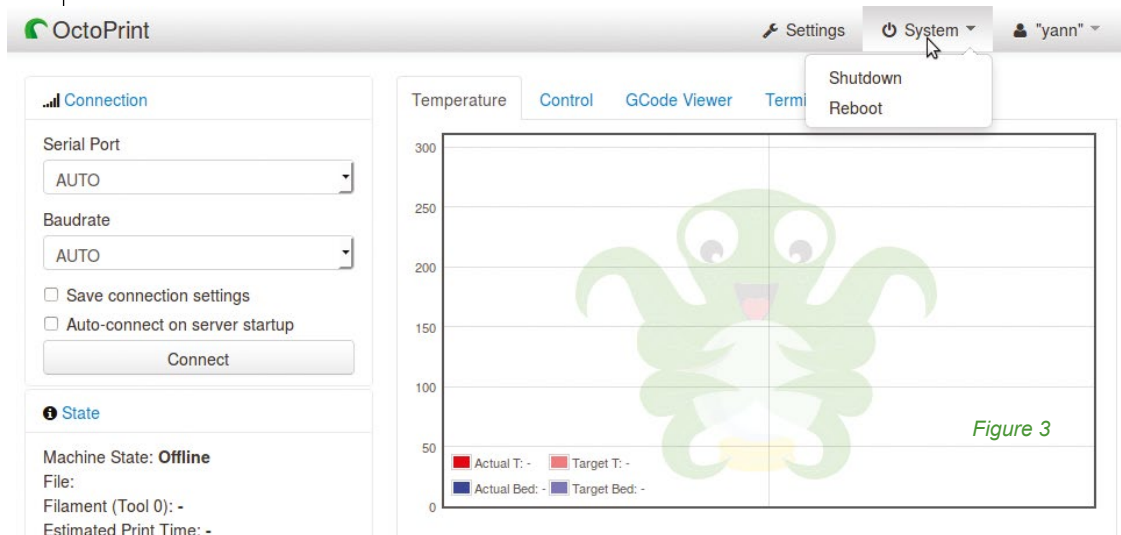 OctoPrint
Settings
System
"yann"
Shutdown
Reboot
Connection
Serial Port
AUTO
Baudrate
AUTO
Save connection settings
Auto-connect on server startup
Connect
State
Machine State: Offline
File:
Filament (Tool 0): -
Estimated Print Time: -
Temperature
Control
GCode Viewer
Termi
300
250
200
150
100
50
0
Actual T: -
Target T: -
Actual Bed: -
Target Bed: -
Figure 3